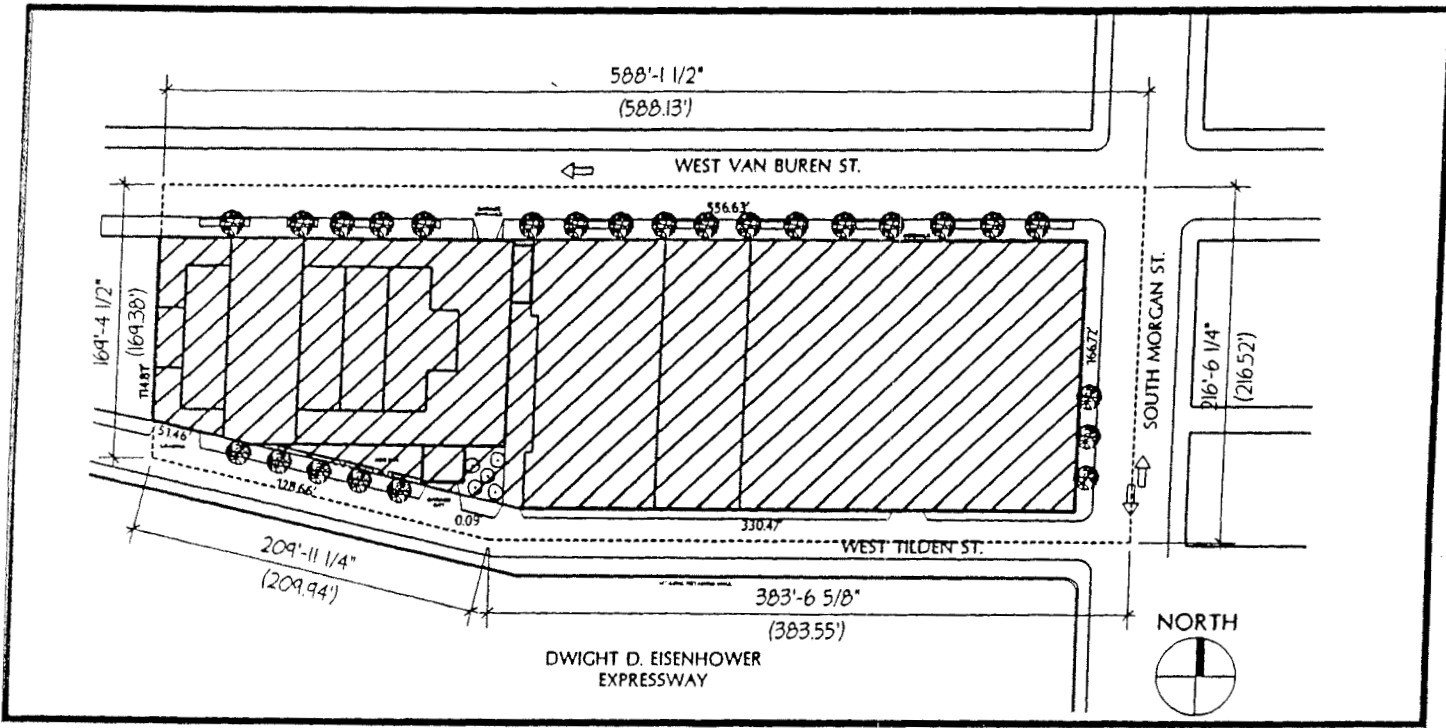 588'-1 1/2"
(588.13')
WEST VAN BUREN ST.
556.63'
169'-4 1/2"
(169.38')
114.81'
SOUTH MORGAN ST.
166.72'
216'-6 1/4"
(216.52')
51.46'
128.66'
0.09'
330.47'
WEST TILDEN ST.
209'-11 1/4"
(209.94')
383'-6 5/8"
(383.55')
NORTH
DWIGHT D. EISENHOWER
EXPRESSWAY